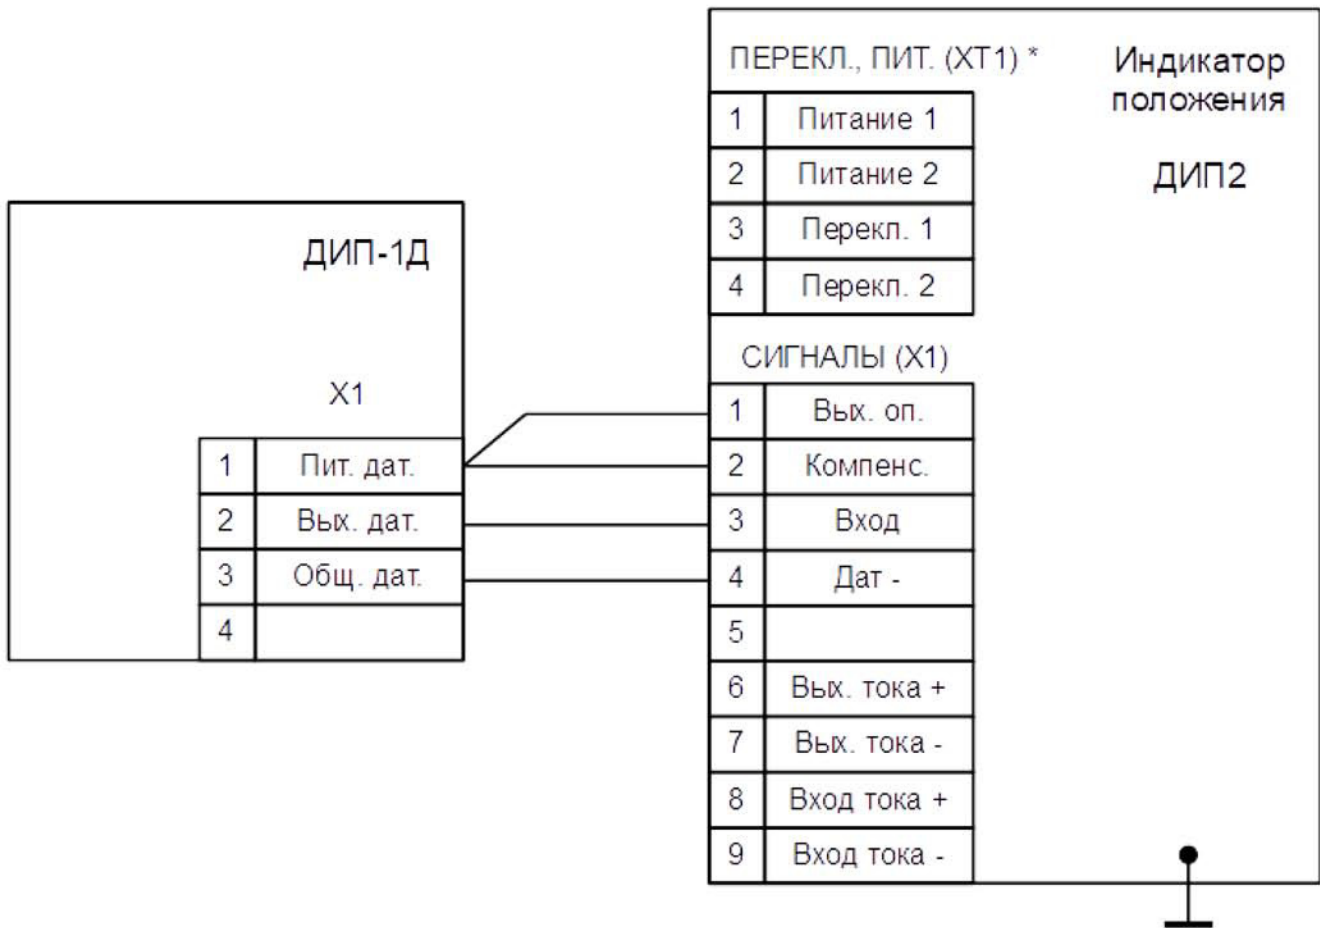 ДИП-1Д
X1
1 Пит. дат.
2 Вых. дат.
3 Общ. дат.
4
ПЕРЕКЛ., ПИТ. (XT1) *
1 Питание 1
2 Питание 2
3 Перекл. 1
4 Перекл. 2
СИГНАЛЫ (X1)
1 Вых. оп.
2 Компенс.
3 Вход
4 Дат -
5
6 Вых. тока +
7 Вых. тока -
8 Вход тока +
9 Вход тока -
Индикатор
положения
ДИП2